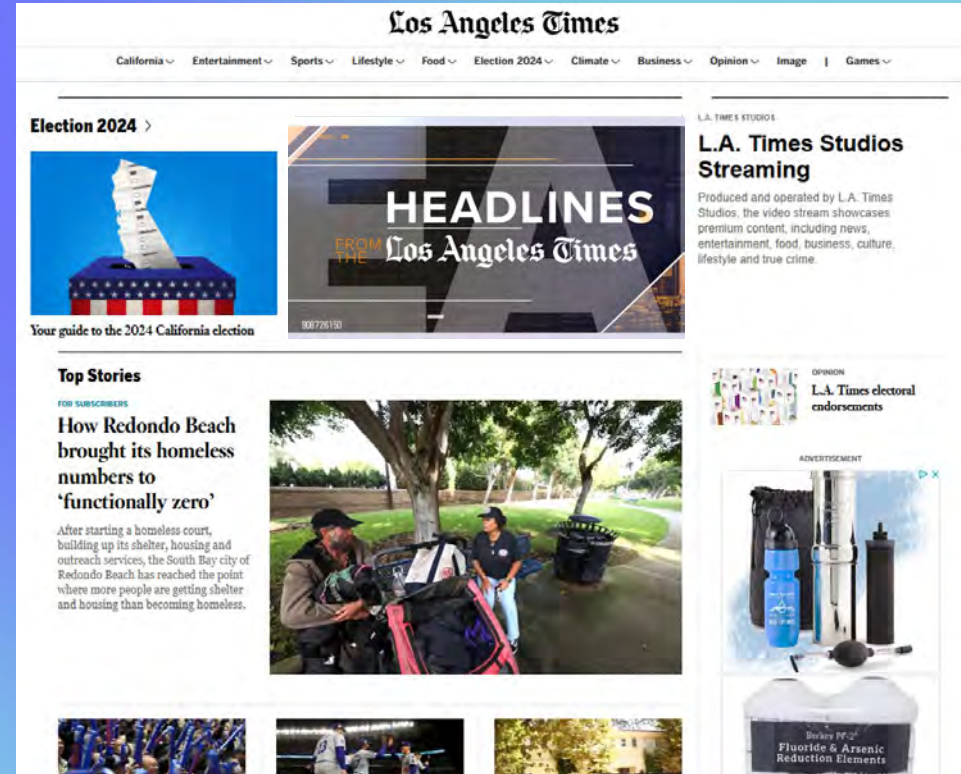 Los Angeles Times
California Entertainment Sports Lifestyle Food Election 2024 Climate Business Opinion Image | Games
Election 2024 >
HEADLINES
FROM THE Los Angeles Times
908726150
Your guide to the 2024 California election
L.A. TIMES STUDIOS
L.A. Times Studios
Streaming
Produced and operated by L.A. Times
Studios, the video stream showcases
premium content, including news,
entertainment, food, business, culture,
lifestyle and true crime.
Top Stories
FOR SUBSCRIBERS
How Redondo Beach
brought its homeless
numbers to
‘functionally zero’
After starting a homeless court,
building up its shelter, housing and
outreach services, the South Bay city of
Redondo Beach has reached the point
where more people are getting shelter
and housing than becoming homeless.
OPINION
L.A. Times electoral
endorsements
ADVERTISEMENT
Berkey PF-2
Fluoride & Arsenic
Reduction Elements